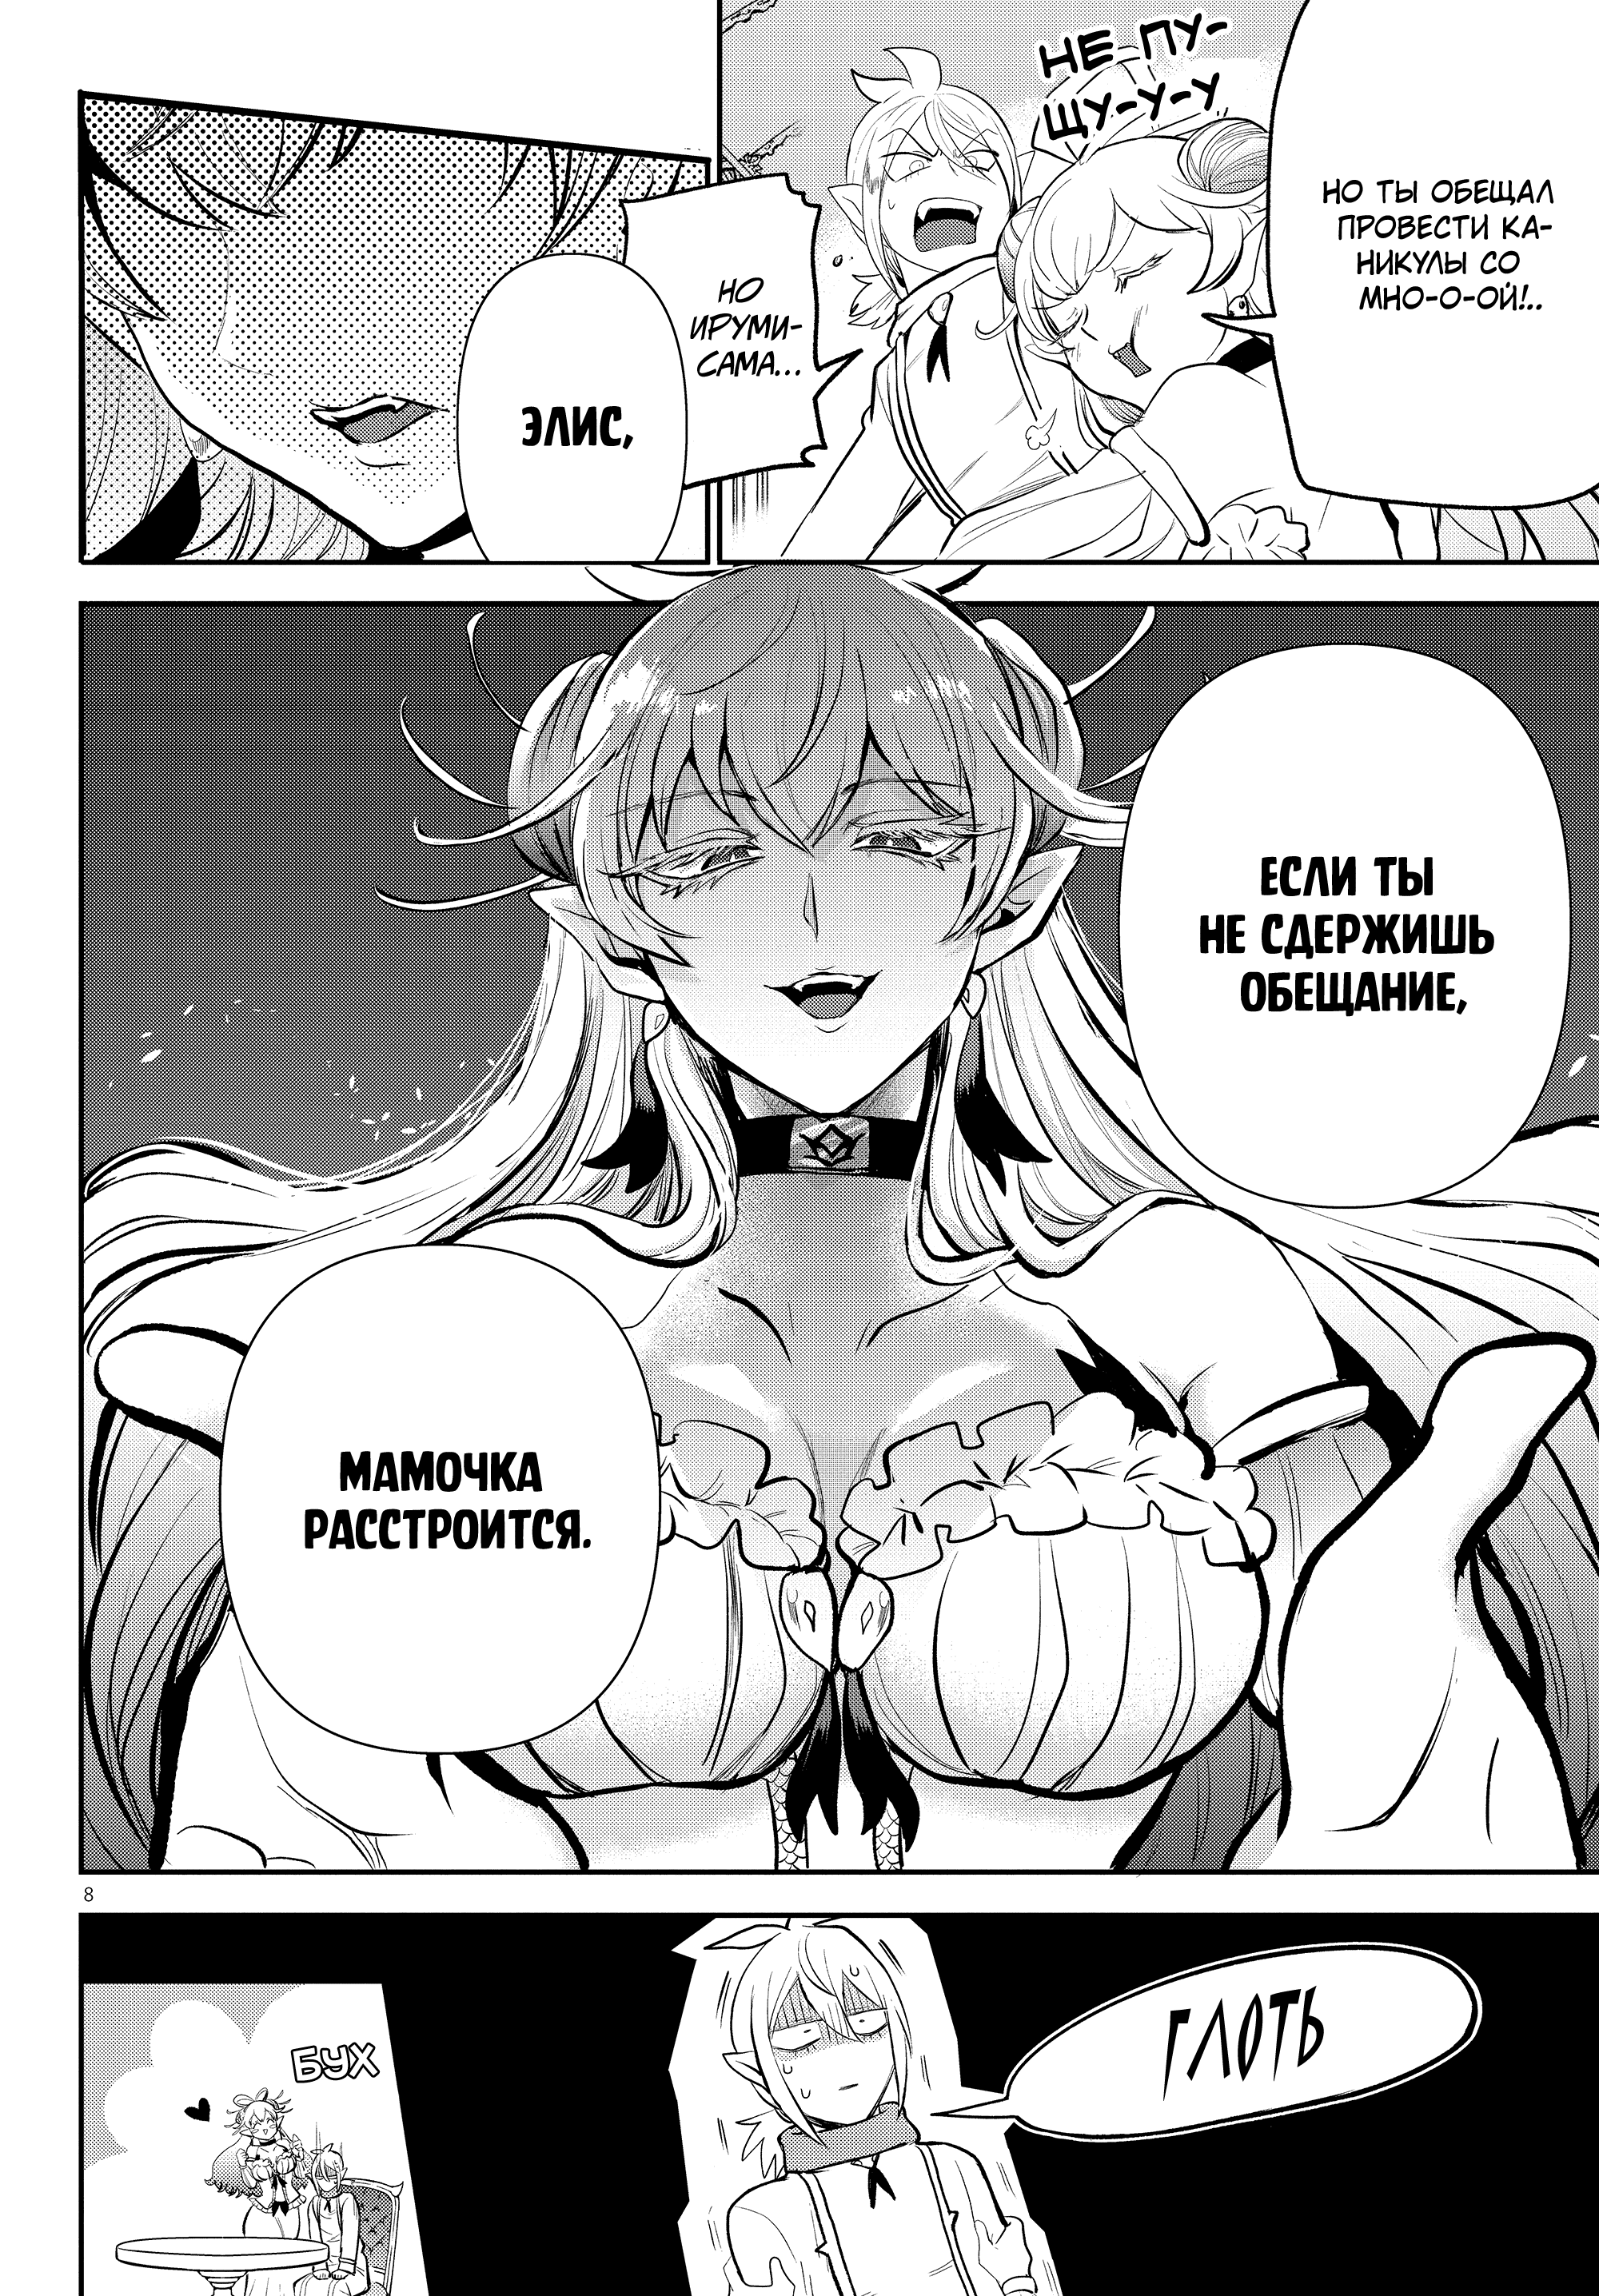 НО ТЫ ОБЕЩАЛ
ПРОВЕСТИ КА-
НИКУЛЫ СО
МНО-О-ОЙ!..
НЕ ПУ-
ЩУ-У-У
НО
ИРУМИ-
САМА...
ЭЛИС,
ЕСЛИ ТЫ
НЕ СДЕРЖИШЬ
ОБЕЩАНИЕ,
МАМОЧКА
РАССТРОИТСЯ.
8
ГЛОТЬ
БУХ